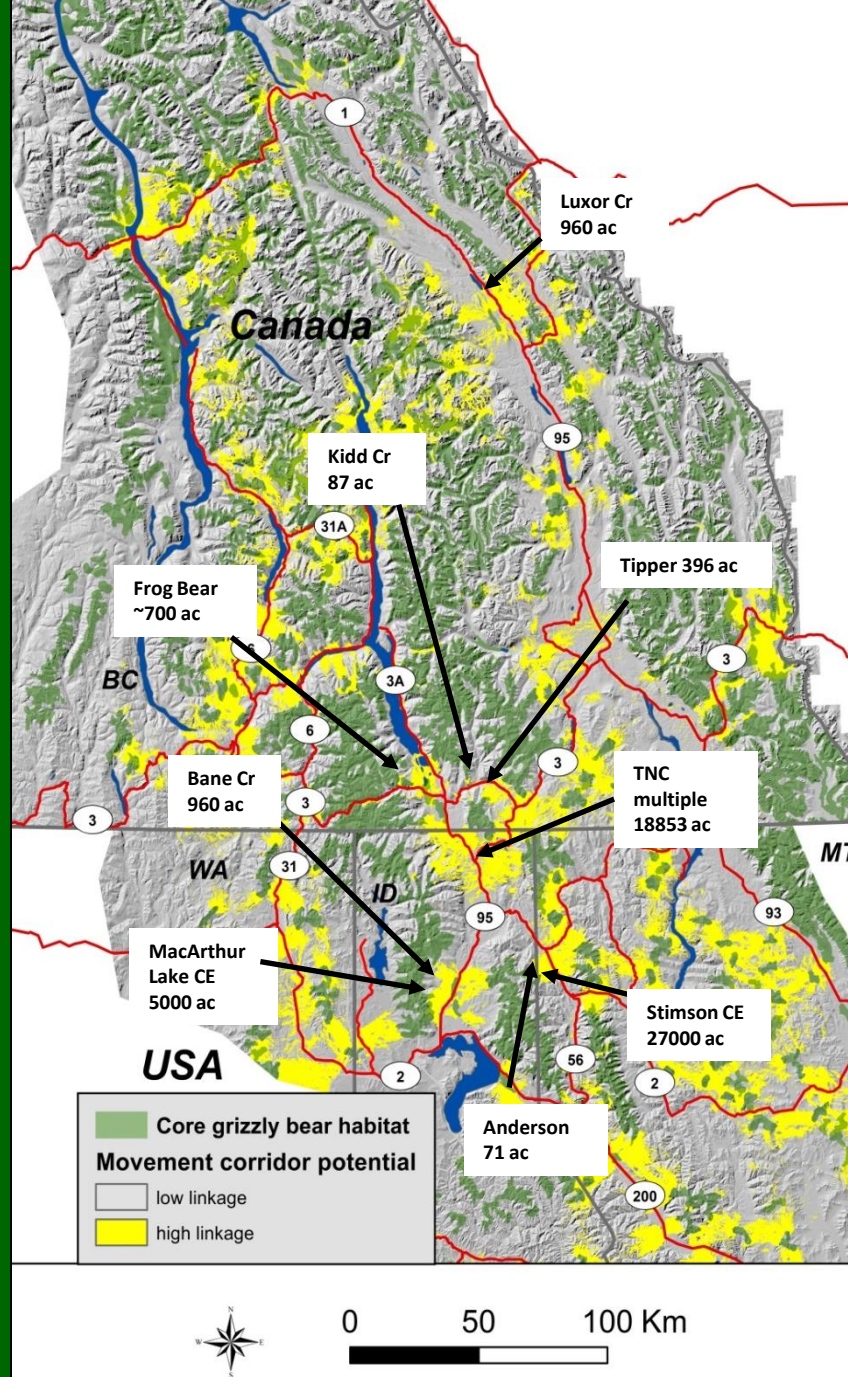 1
Luxor Cr
960 ac
Canada
95
Kidd Cr
87 ac
31A
Tipper 396 ac
Frog Bear
~700 ac
6
3
BC
3A
6
Bane Cr
960 ac
3
TNC
multiple
18853 ac
3
3
WA
31
ID
MT
95
93
MacArthur
Lake CE
5000 ac
Stimson CE
27000 ac
USA
2
56
2
Anderson
71 ac
200
Core grizzly bear habitat
Movement corridor potential
low linkage
high linkage
N
W
E
S
0 50 100 Km